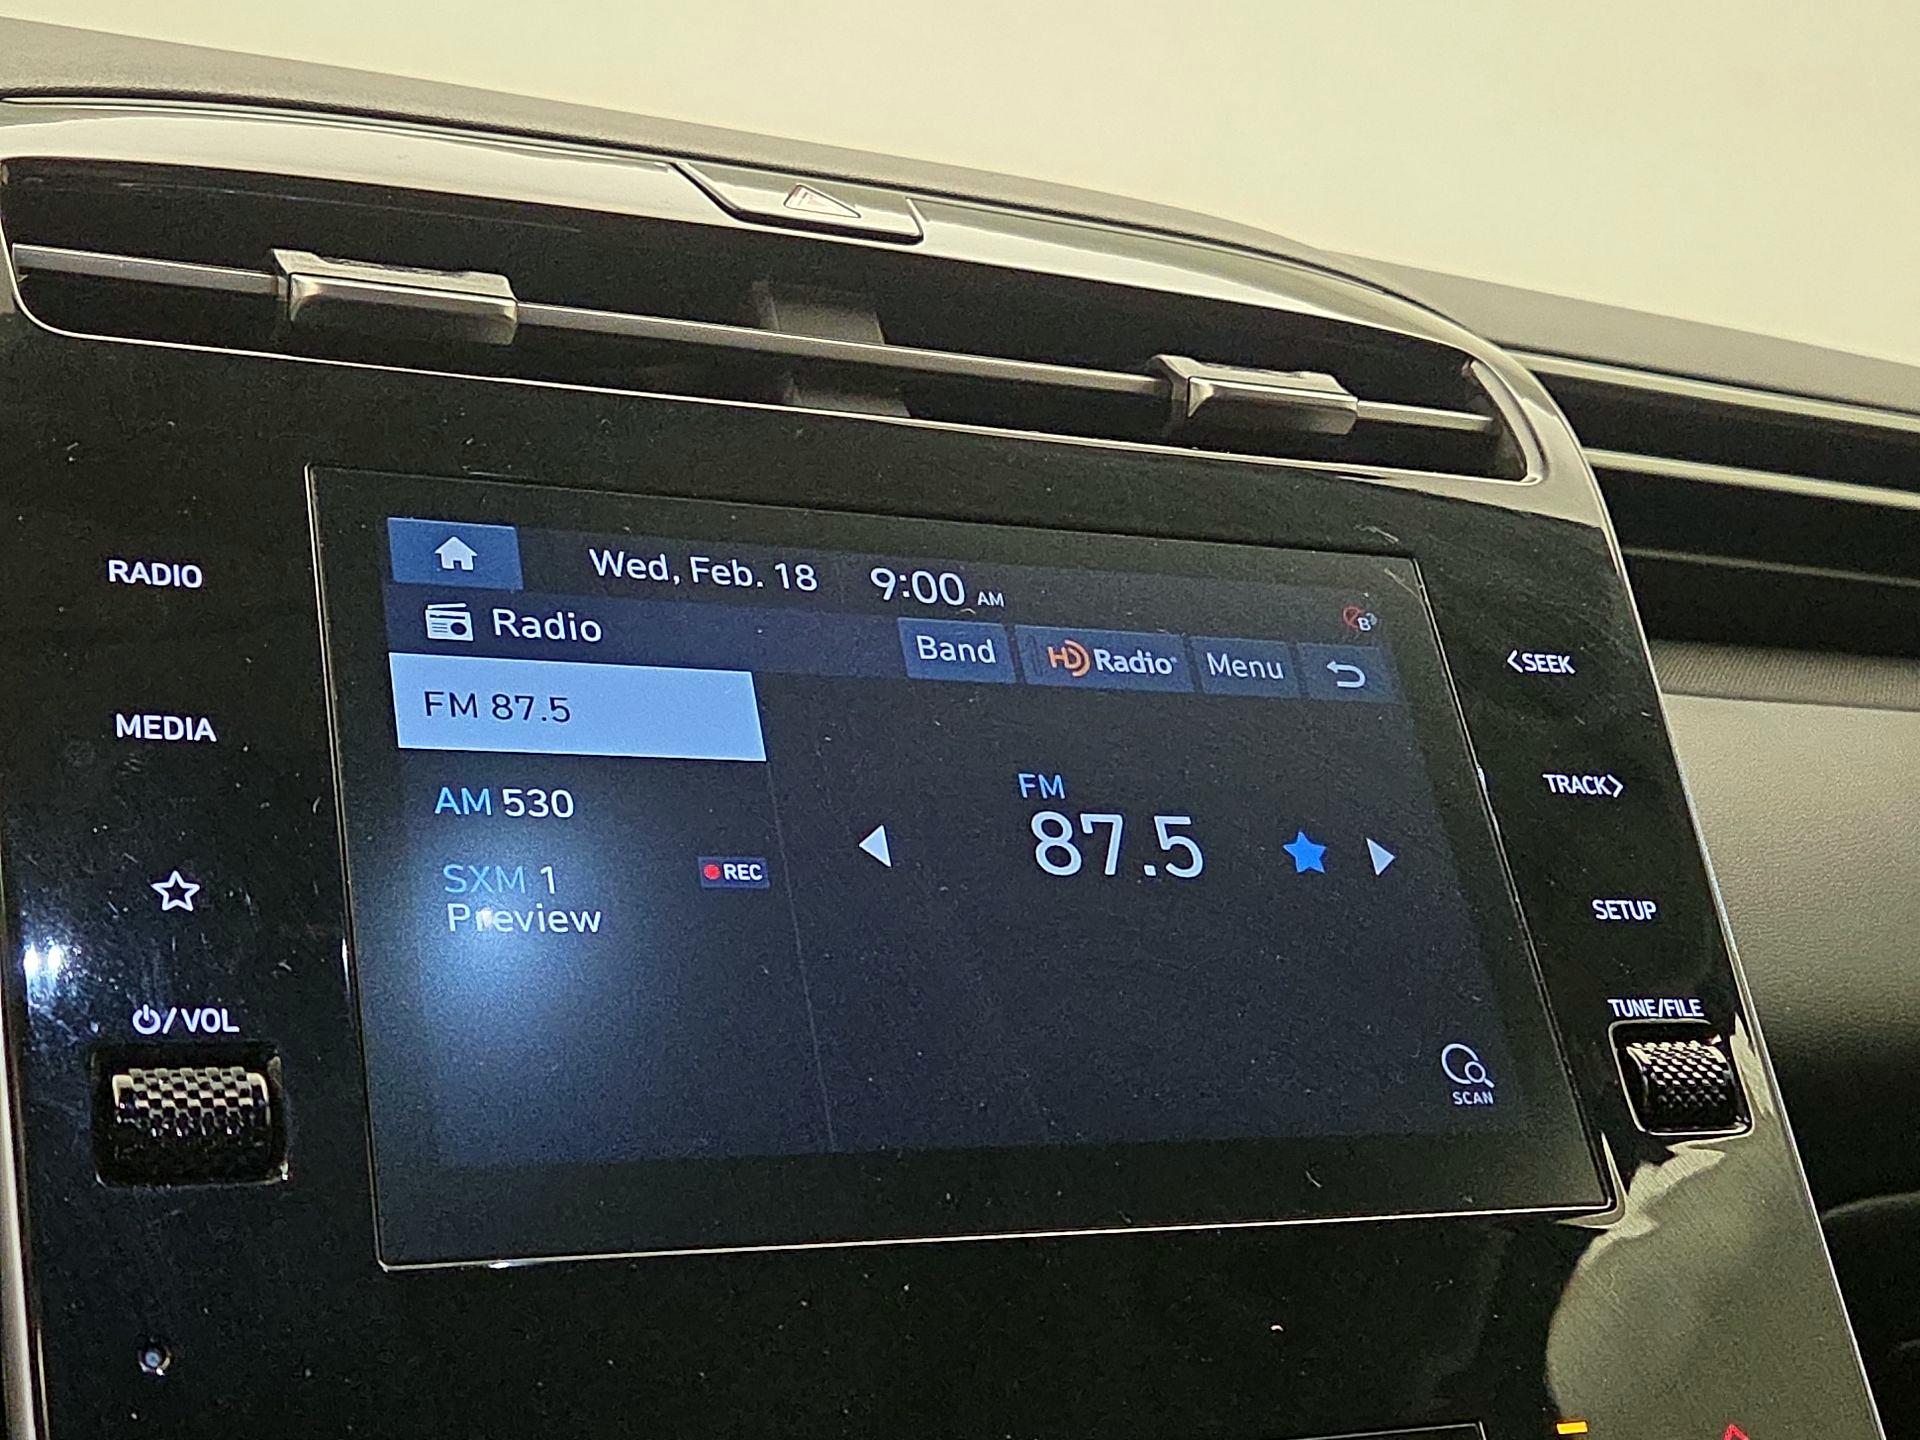 Wed, Feb. 18 9:00 AM
Radio
Band HD Radio Menu
FM 87.5
AM 530
SXM 1 REC
Preview
FM
87.5
SCAN
RADIO
MEDIA
/ VOL
<SEEK
TRACK>
SETUP
TUNE/FILE